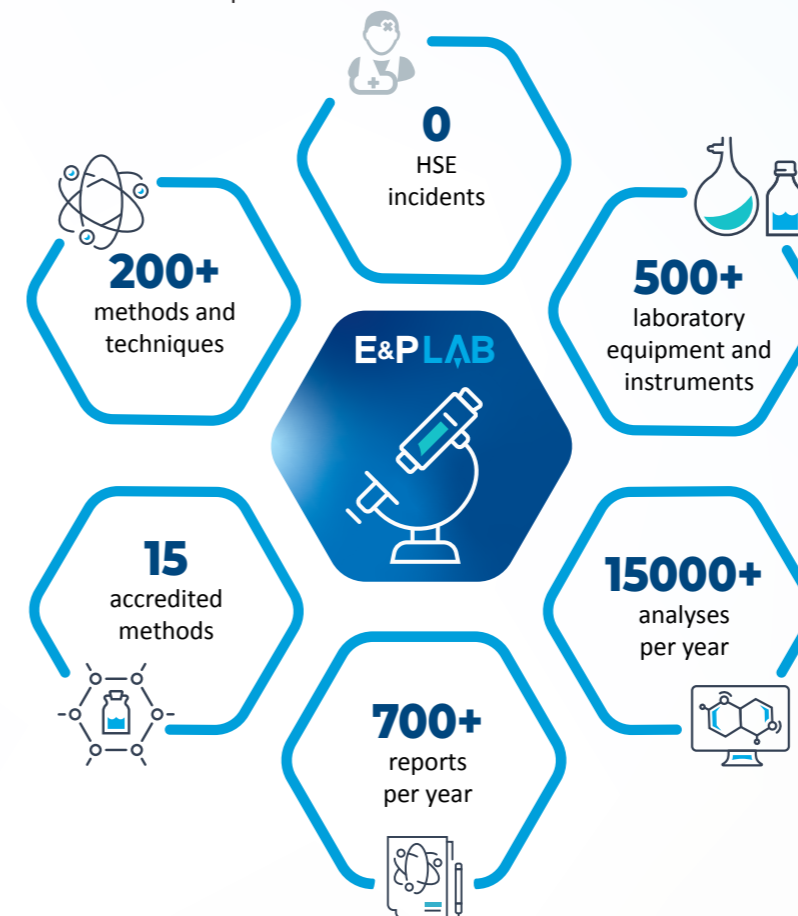 0
HSE
incidents
200+
methods and
techniques
500+
laboratory
equipment and
instruments
E&PLAB
15
accredited
methods
15000+
analyses
per year
700+
reports
per year